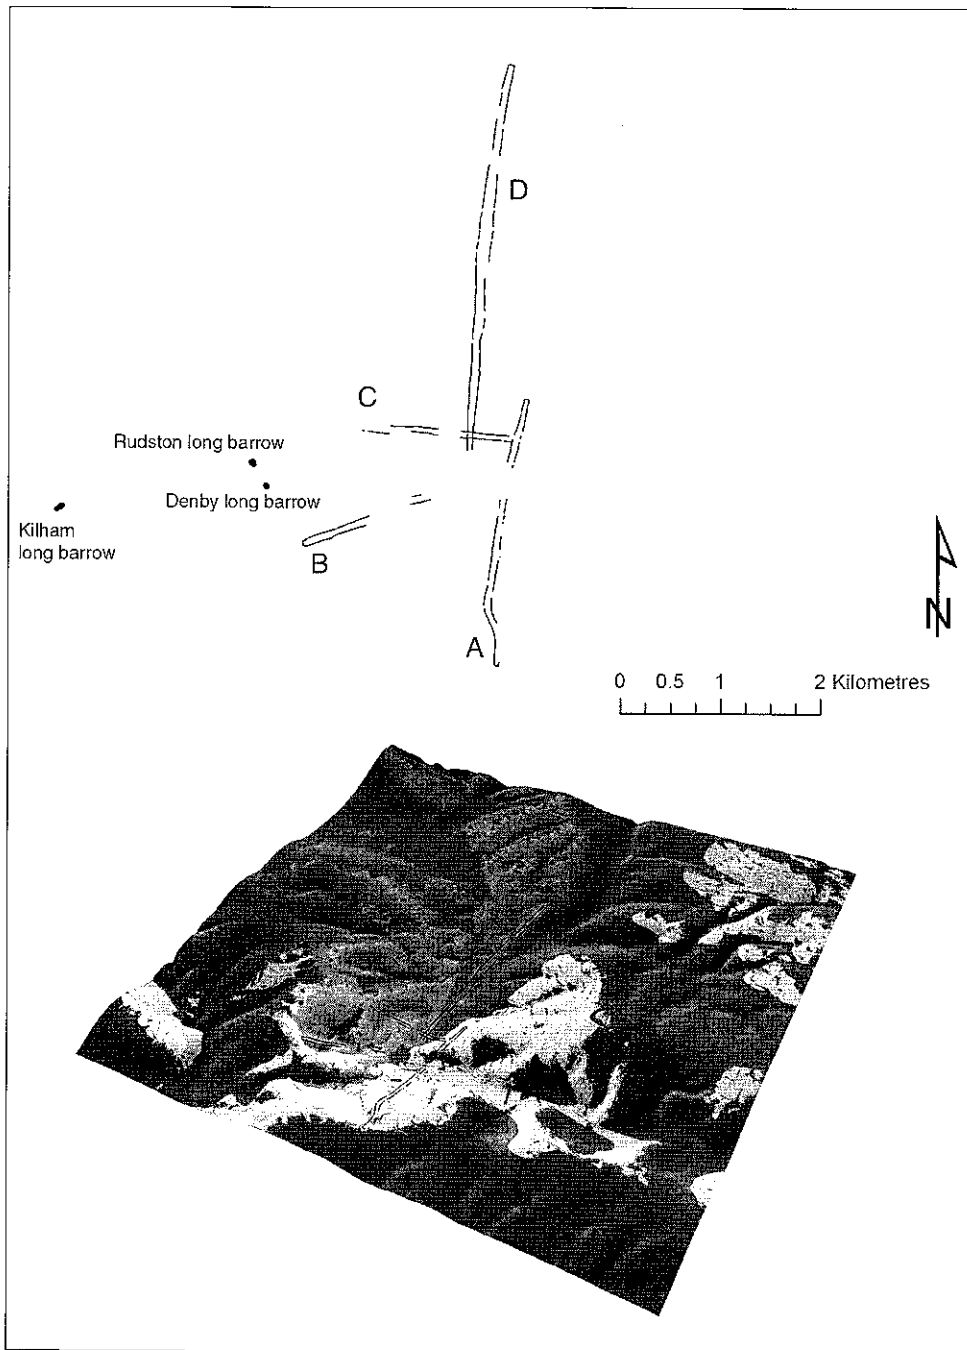 D
C
Rudston long barrow
Denby long barrow
Kilham
long barrow
B
N
A
0 0.5 1 2 Kilometres